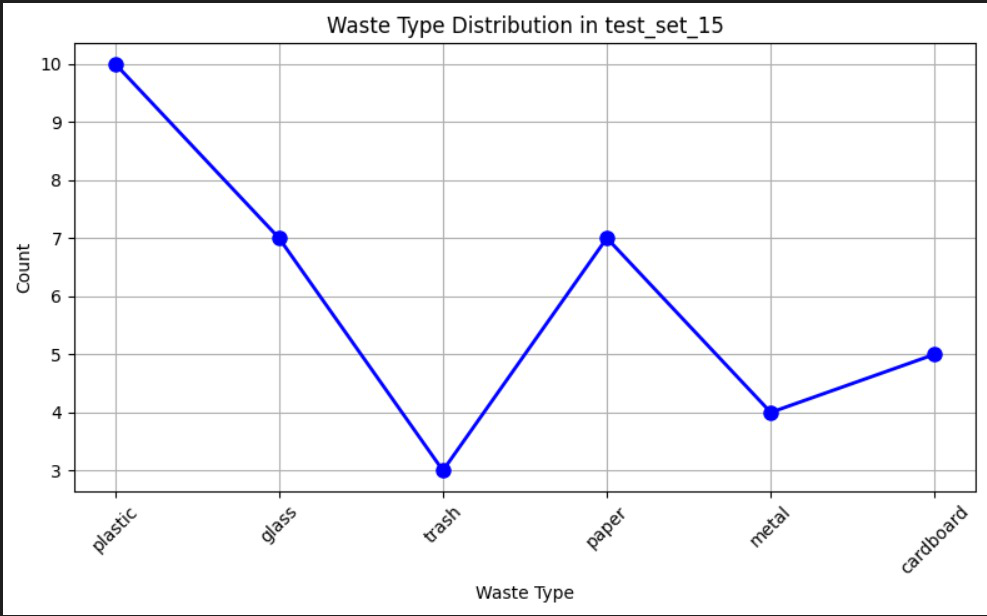 Waste Type Distribution in test_set_15
Count
10
9
8
7
6
5
4
3
plastic
glass
trash
paper
metal
cardboard
Waste Type